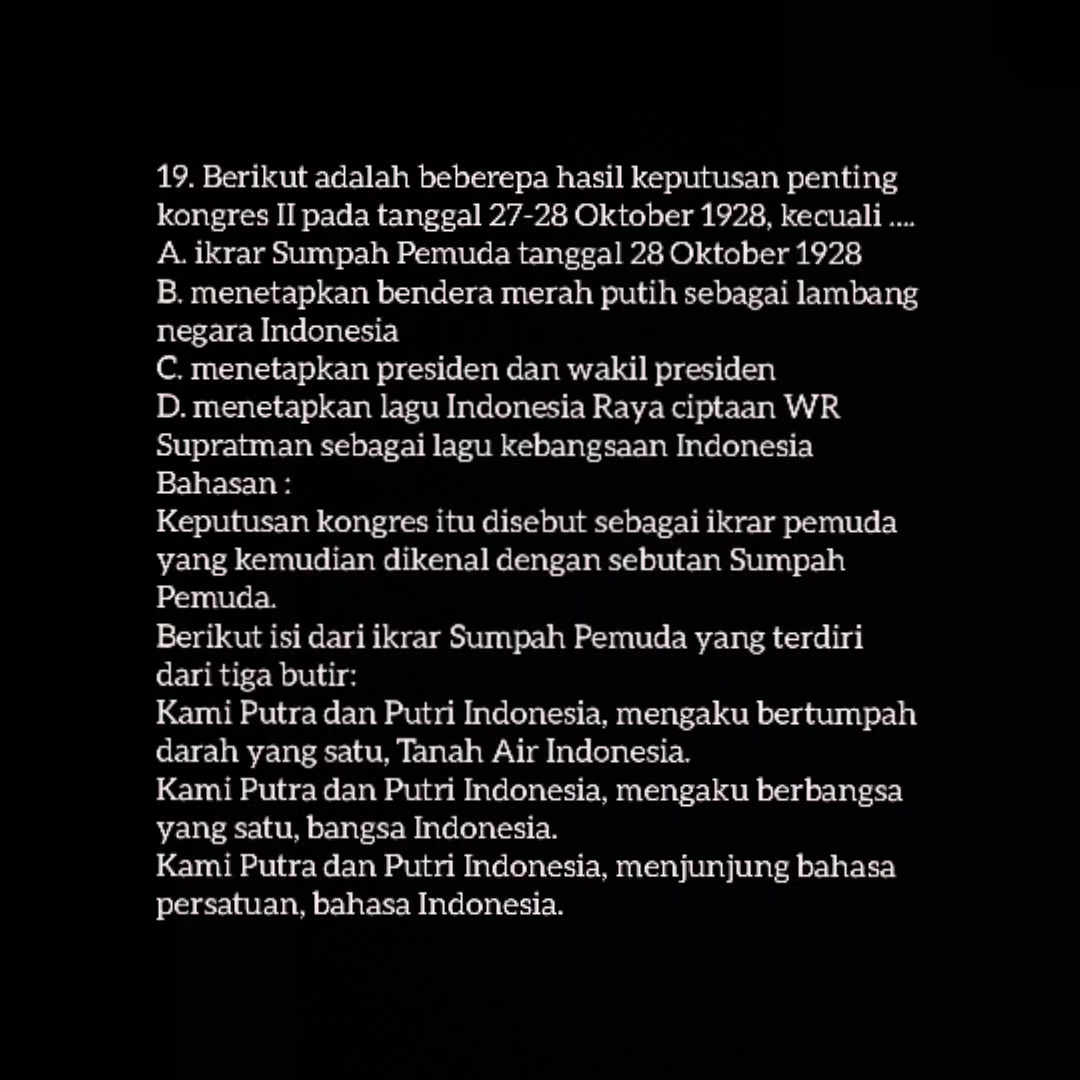 19. Berikut adalah beberepa hasil keputusan penting
kongres II pada tanggal 27-28 Oktober 1928, kecuali ....
A. ikrar Sumpah Pemuda tanggal 28 Oktober 1928
B. menetapkan bendera merah putih sebagai lambang
negara Indonesia
C. menetapkan presiden dan wakil presiden
D. menetapkan lagu Indonesia Raya ciptaan WR
Supratman sebagai lagu kebangsaan Indonesia
Bahasan :
Keputusan kongres itu disebut sebagai ikrar pemuda
yang kemudian dikenal dengan sebutan Sumpah
Pemuda.
Berikut isi dari ikrar Sumpah Pemuda yang terdiri
dari tiga butir:
Kami Putra dan Putri Indonesia, mengaku bertumpah
darah yang satu, Tanah Air Indonesia.
Kami Putra dan Putri Indonesia, mengaku berbangsa
yang satu, bangsa Indonesia.
Kami Putra dan Putri Indonesia, menjunjung bahasa
persatuan, bahasa Indonesia.